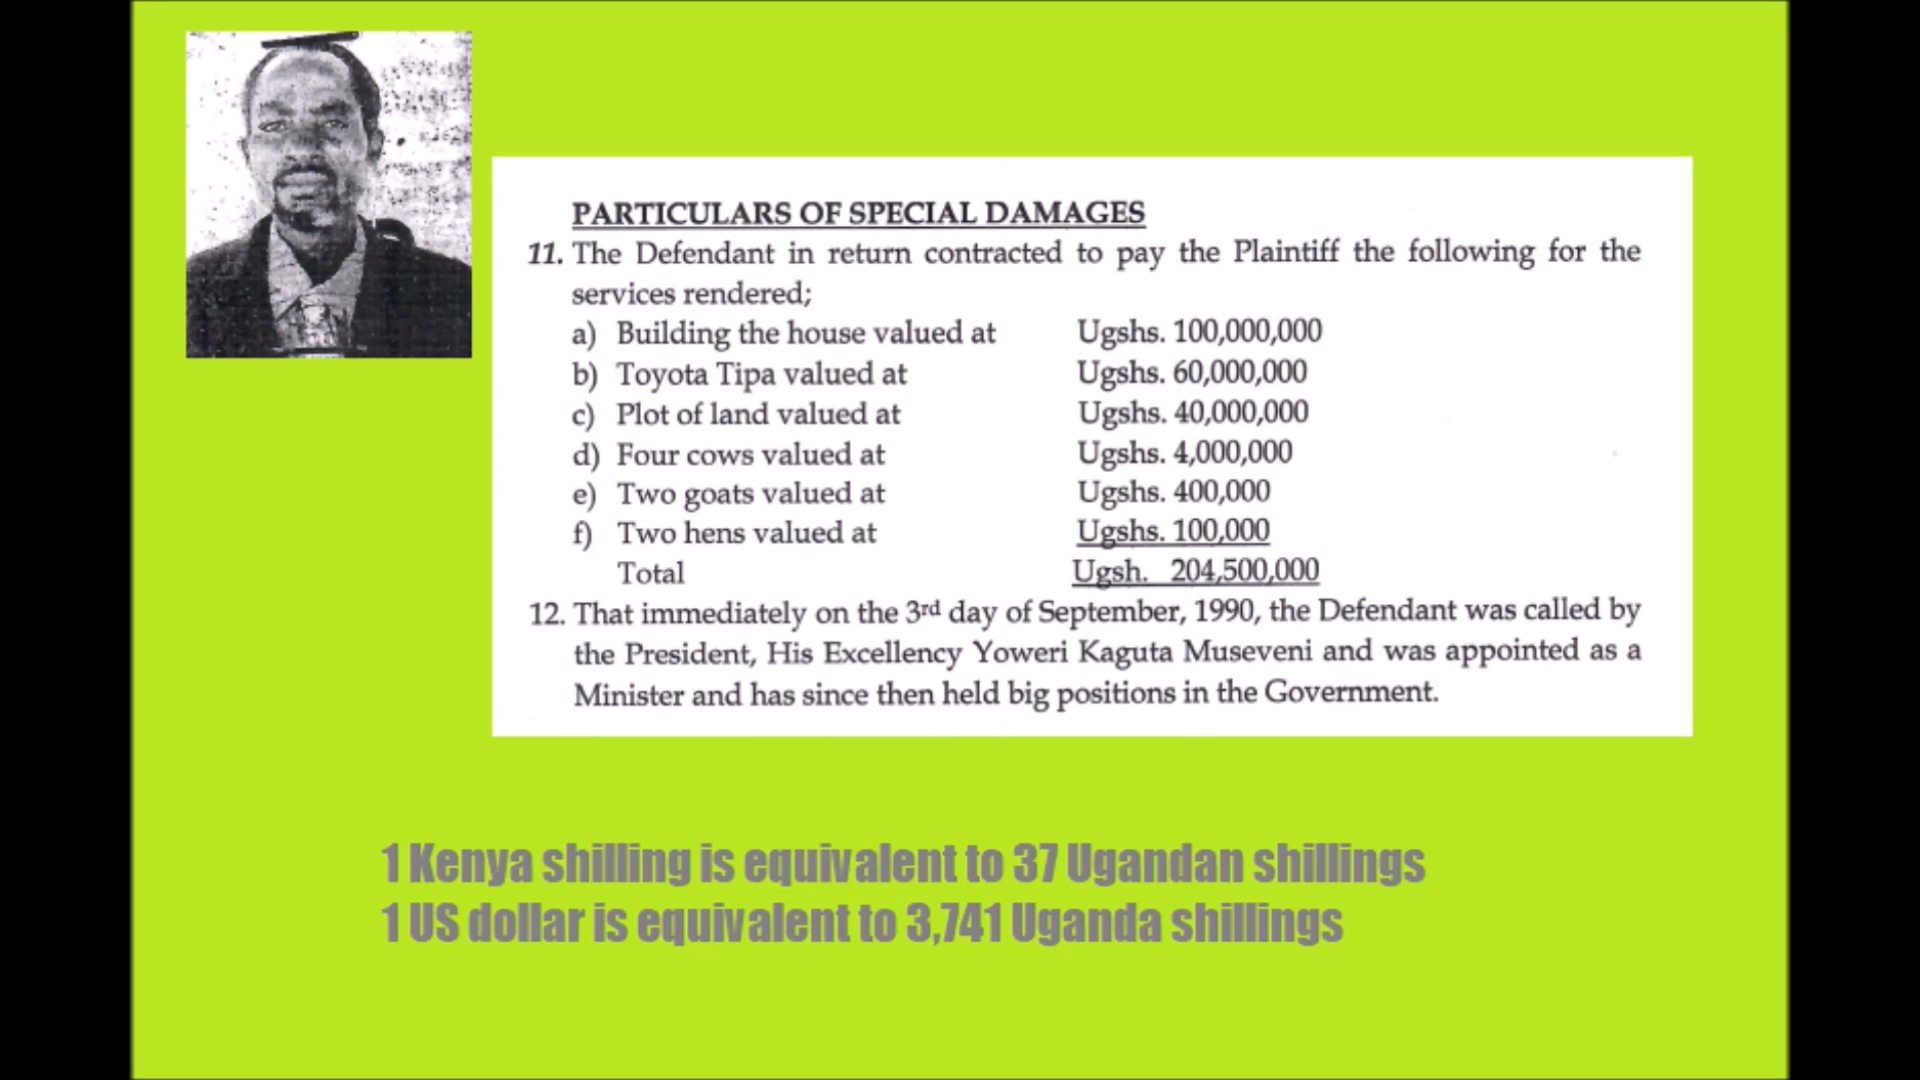 PARTICULARS OF SPECIAL DAMAGES
11. The Defendant in return contracted to pay the Plaintiff the following for the
services rendered;
a) Building the house valued at Ugshs. 100,000,000
b) Toyota Tipa valued at Ugshs. 60,000,000
c) Plot of land valued at Ugshs. 40,000,000
d) Four cows valued at Ugshs. 4,000,000
e) Two goats valued at Ugshs. 400,000
f) Two hens valued at Ugshs. 100,000
Total Ugsh. 204,500,000
12. That immediately on the 3rd day of September, 1990, the Defendant was called by
the President, His Excellency Yoweri Kaguta Museveni and was appointed as a
Minister and has since then held big positions in the Government.
1 Kenya shilling is equivalent to 37 Ugandan shillings
1 US dollar is equivalent to 3,741 Uganda shillings